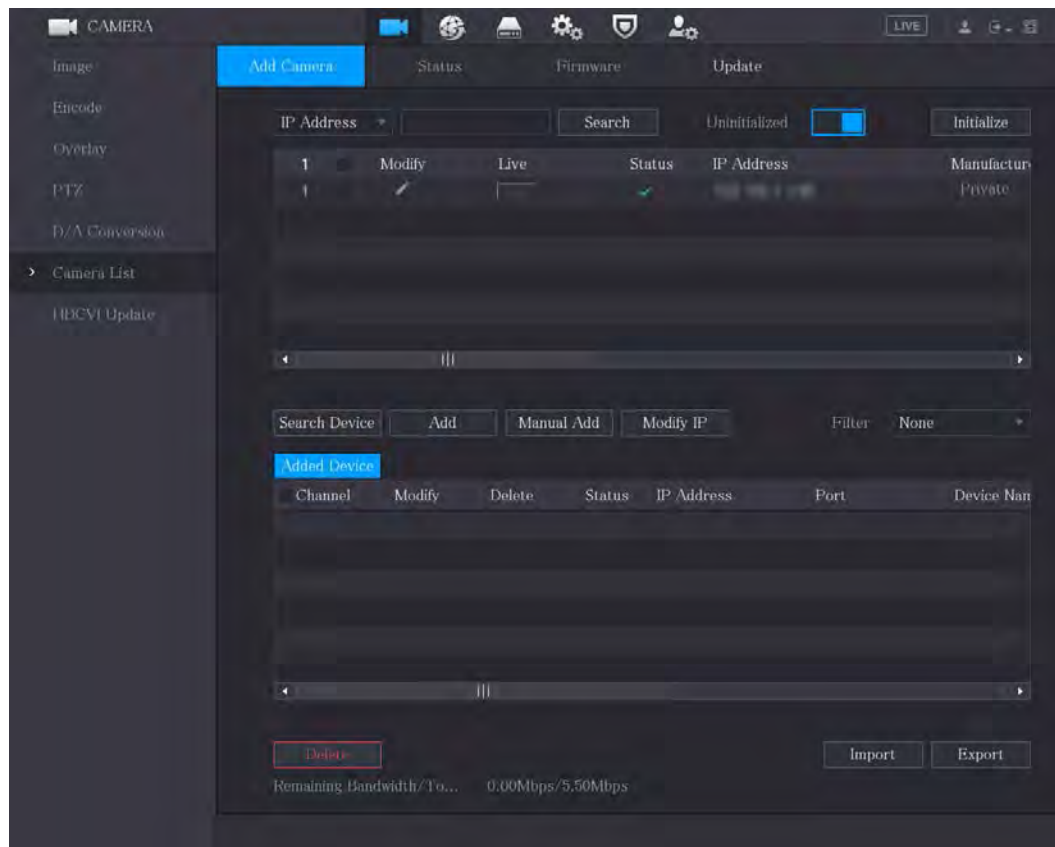 CAMERA
LIVE
Image
Encode
Overlay
PTZ
D/A Conversion
Camera List
HDCVI Update
Add Camera Status Firmware Update
IP Address Search Uninitialized Initialize
1 Modify Live Status IP Address Manufactur
1 Private
Search Device Add Manual Add Modify IP Filter None
Added Device
Channel Modify Delete Status IP Address Port Device Nam
Delete Import Export
Remaining Bandwidth/To... 0.00Mbps/5.50Mbps